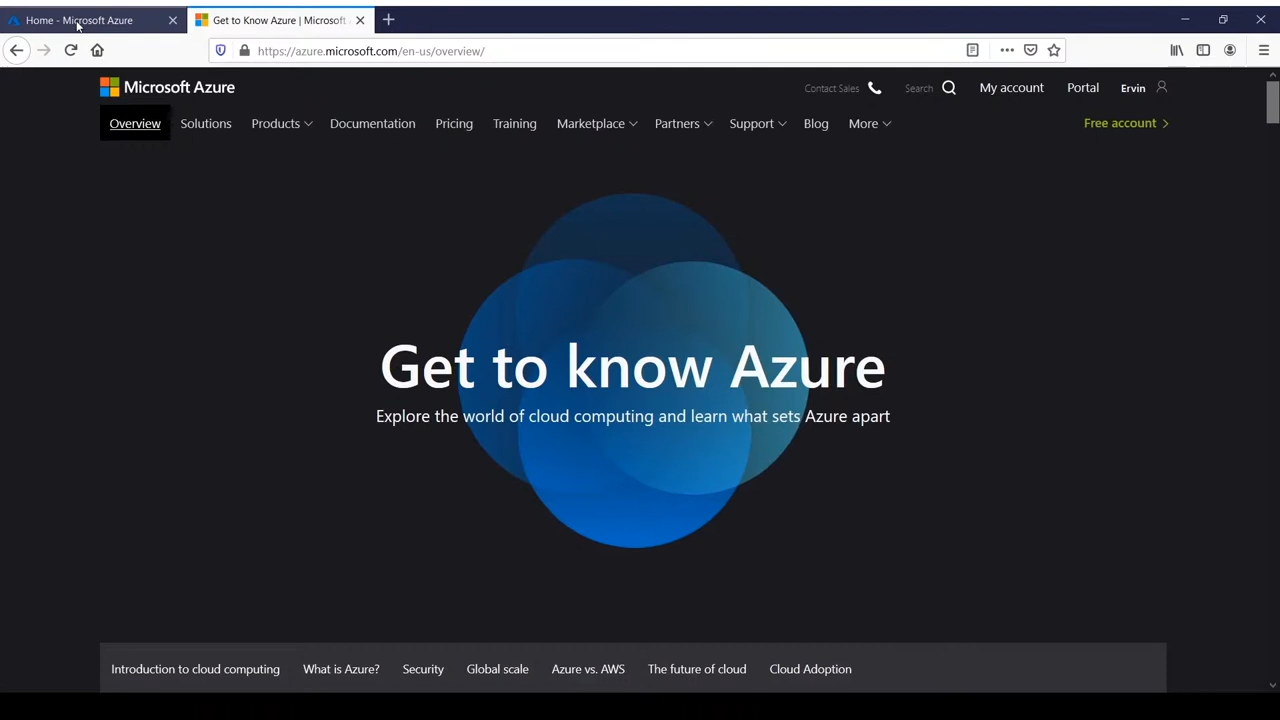 Home - Microsoft Azure
Get to Know Azure | Microsoft
https://azure.microsoft.com/en-us/overview/
Microsoft Azure
Contact Sales
Search
My account
Portal
Ervin
Overview
Solutions
Products
Documentation
Pricing
Training
Marketplace
Partners
Support
Blog
More
Free account
Get to know Azure
Explore the world of cloud computing and learn what sets Azure apart
Introduction to cloud computing
What is Azure?
Security
Global scale
Azure vs. AWS
The future of cloud
Cloud Adoption